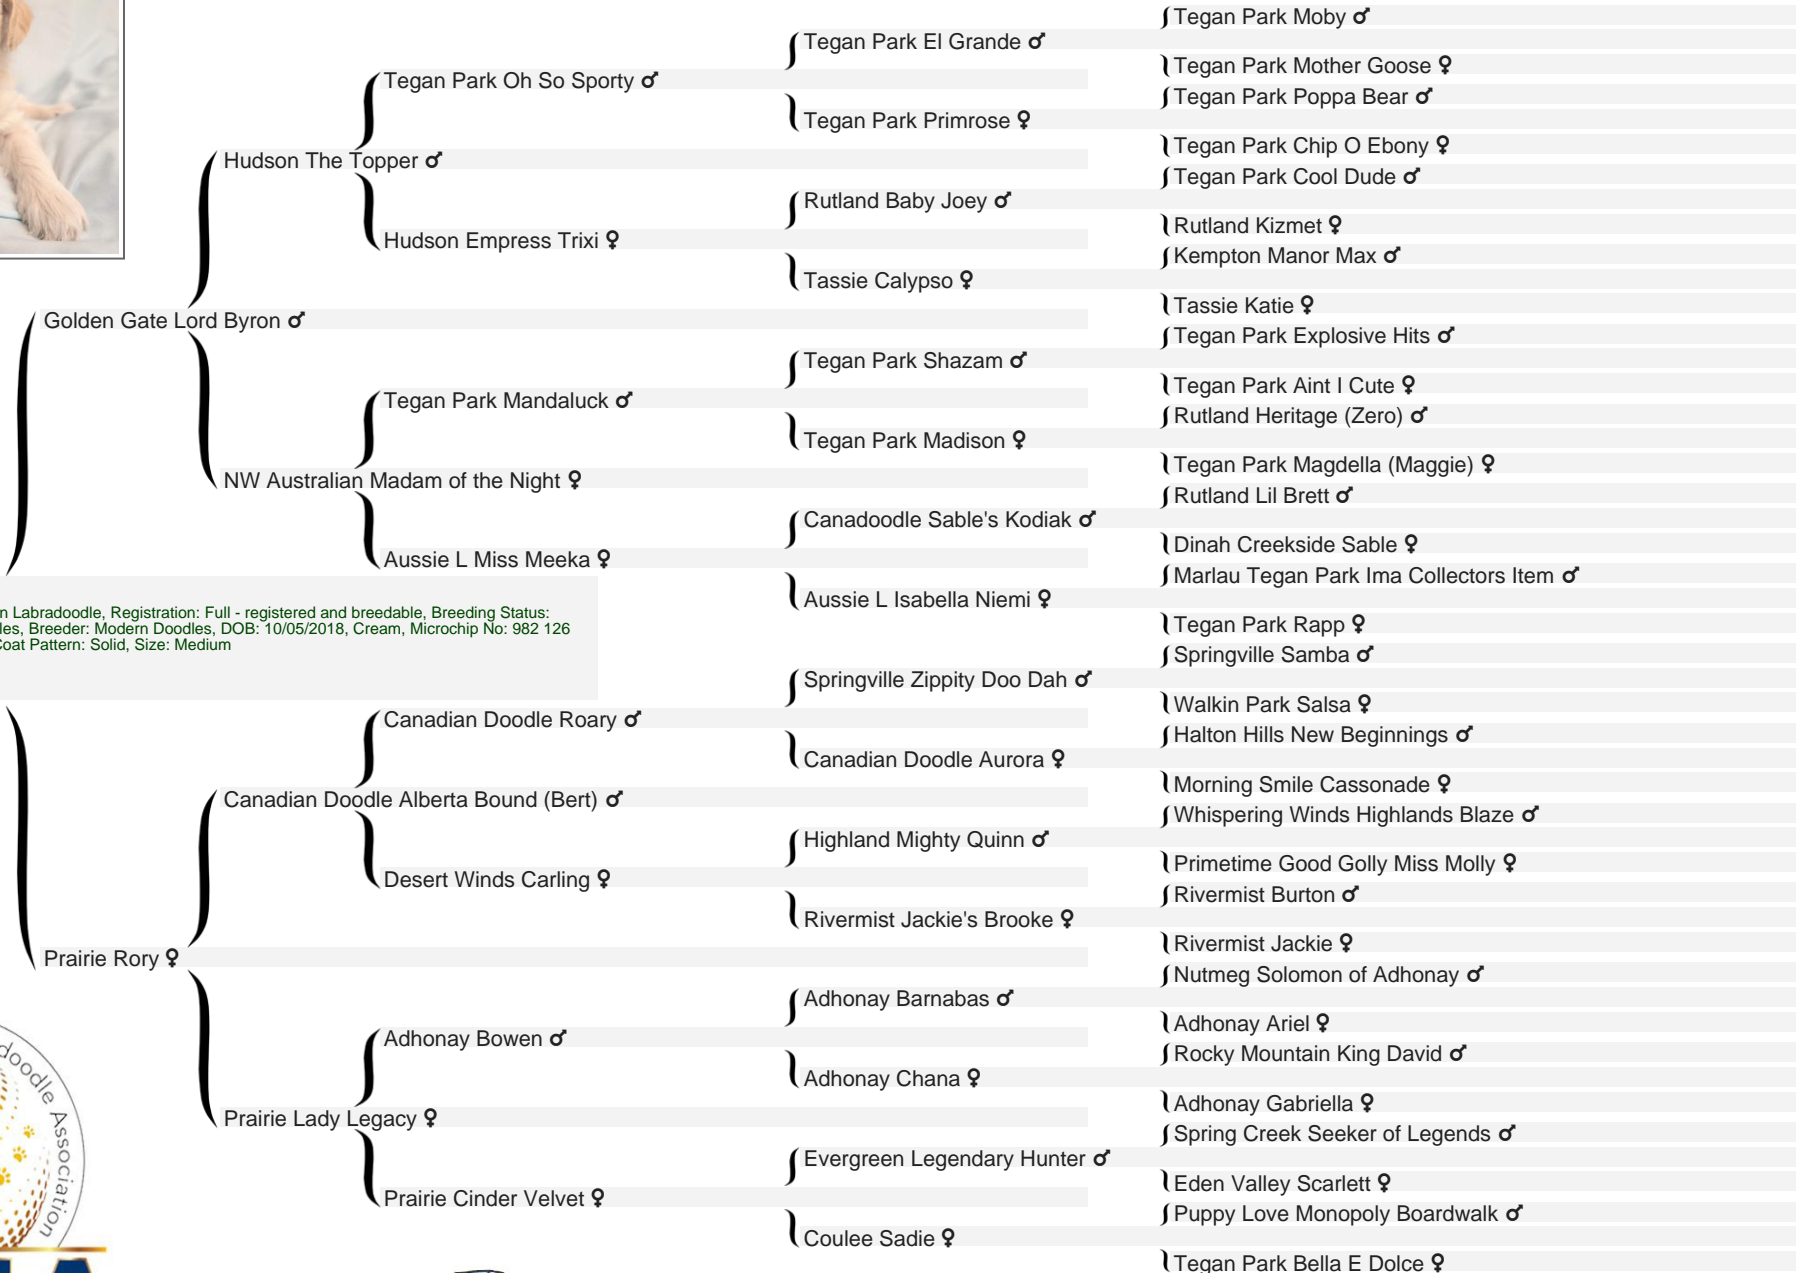 Tegan Park Moby ♂
Tegan Park El Grande ♂
Tegan Park Mother Goose ♀
Tegan Park Oh So Sporty ♂
Tegan Park Poppa Bear ♂
Tegan Park Primrose ♀
Tegan Park Chip O Ebony ♀
Hudson The Topper ♂
Tegan Park Cool Dude ♂
Rutland Baby Joey ♂
Rutland Kizmet ♀
Hudson Empress Trixi ♀
Kempton Manor Max ♂
Tassie Calypso ♀
Tassie Katie ♀
Golden Gate Lord Byron ♂
Tegan Park Explosive Hits ♂
Tegan Park Shazam ♂
Tegan Park Aint I Cute ♀
Tegan Park Mandaluck ♂
Rutland Heritage (Zero) ♂
Tegan Park Madison ♀
Tegan Park Magdella (Maggie) ♀
NW Australian Madam of the Night ♀
Rutland Lil Brett ♂
Canadoodle Sable's Kodiak ♂
Dinah Creekside Sable ♀
Aussie L Miss Meeka ♀
Marlau Tegan Park Ima Collectors Item ♂
Aussie L Isabella Niemi ♀
n Labradoodle, Registration: Full - registered and breedable, Breeding Status:
les, Breeder: Modern Doodles, DOB: 10/05/2018, Cream, Microchip No: 982 126
Coat Pattern: Solid, Size: Medium
Tegan Park Rapp ♀
Springville Samba ♂
Springville Zippity Doo Dah ♂
Walkin Park Salsa ♀
Canadian Doodle Roary ♂
Halton Hills New Beginnings ♂
Canadian Doodle Aurora ♀
Morning Smile Cassonade ♀
Canadian Doodle Alberta Bound (Bert) ♂
Whispering Winds Highlands Blaze ♂
Highland Mighty Quinn ♂
Primetime Good Golly Miss Molly ♀
Desert Winds Carling ♀
Rivermist Burton ♂
Rivermist Jackie's Brooke ♀
Rivermist Jackie ♀
Prairie Rory ♀
Nutmeg Solomon of Adhonay ♂
Adhonay Barnabas ♂
Adhonay Ariel ♀
Adhonay Bowen ♂
Rocky Mountain King David ♂
Adhonay Chana ♀
Adhonay Gabriella ♀
Prairie Lady Legacy ♀
Spring Creek Seeker of Legends ♂
Evergreen Legendary Hunter ♂
Eden Valley Scarlett ♀
Prairie Cinder Velvet ♀
Puppy Love Monopoly Boardwalk ♂
Coulee Sadie ♀
Tegan Park Bella E Dolce ♀
doodle Association